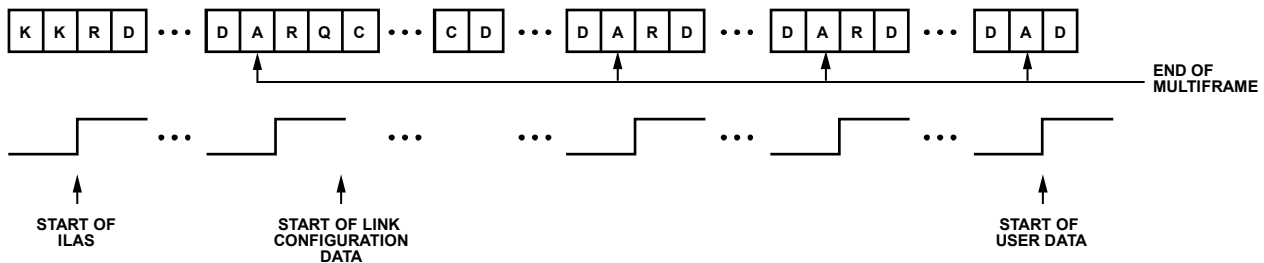 K K R D ••• D A R Q C ••• C D ••• D A R D ••• D A R D ••• D A D
END OF
MULTIFRAME
••• ••• ••• ••• •••
START OF
ILAS
START OF LINK
CONFIGURATION
DATA
START OF
USER DATA